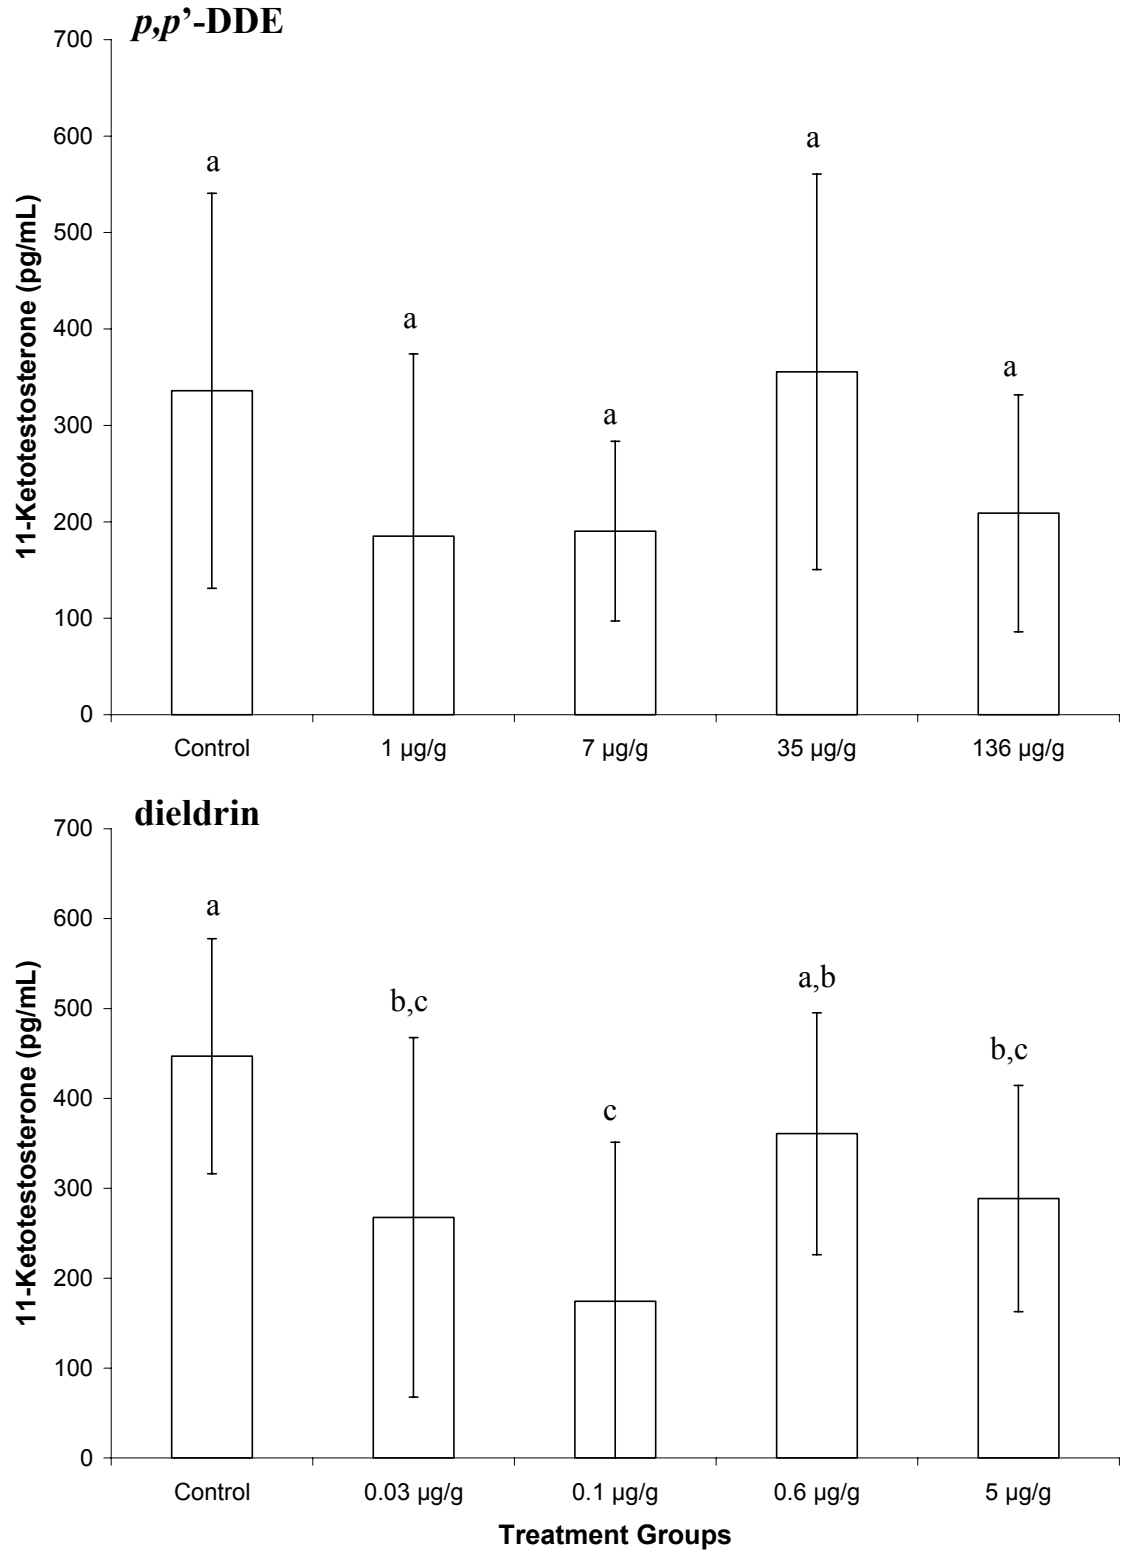 p,p’-DDE
700
600
500
400
300
200
100
0
11-Ketotestosterone (pg/mL)
a
a
a
a
a
Control 1 µg/g 7 µg/g 35 µg/g 136 µg/g
dieldrin
700
600
500
400
300
200
100
0
11-Ketotestosterone (pg/mL)
a
b,c
c
a,b
b,c
Control 0.03 µg/g 0.1 µg/g 0.6 µg/g 5 µg/g
Treatment Groups